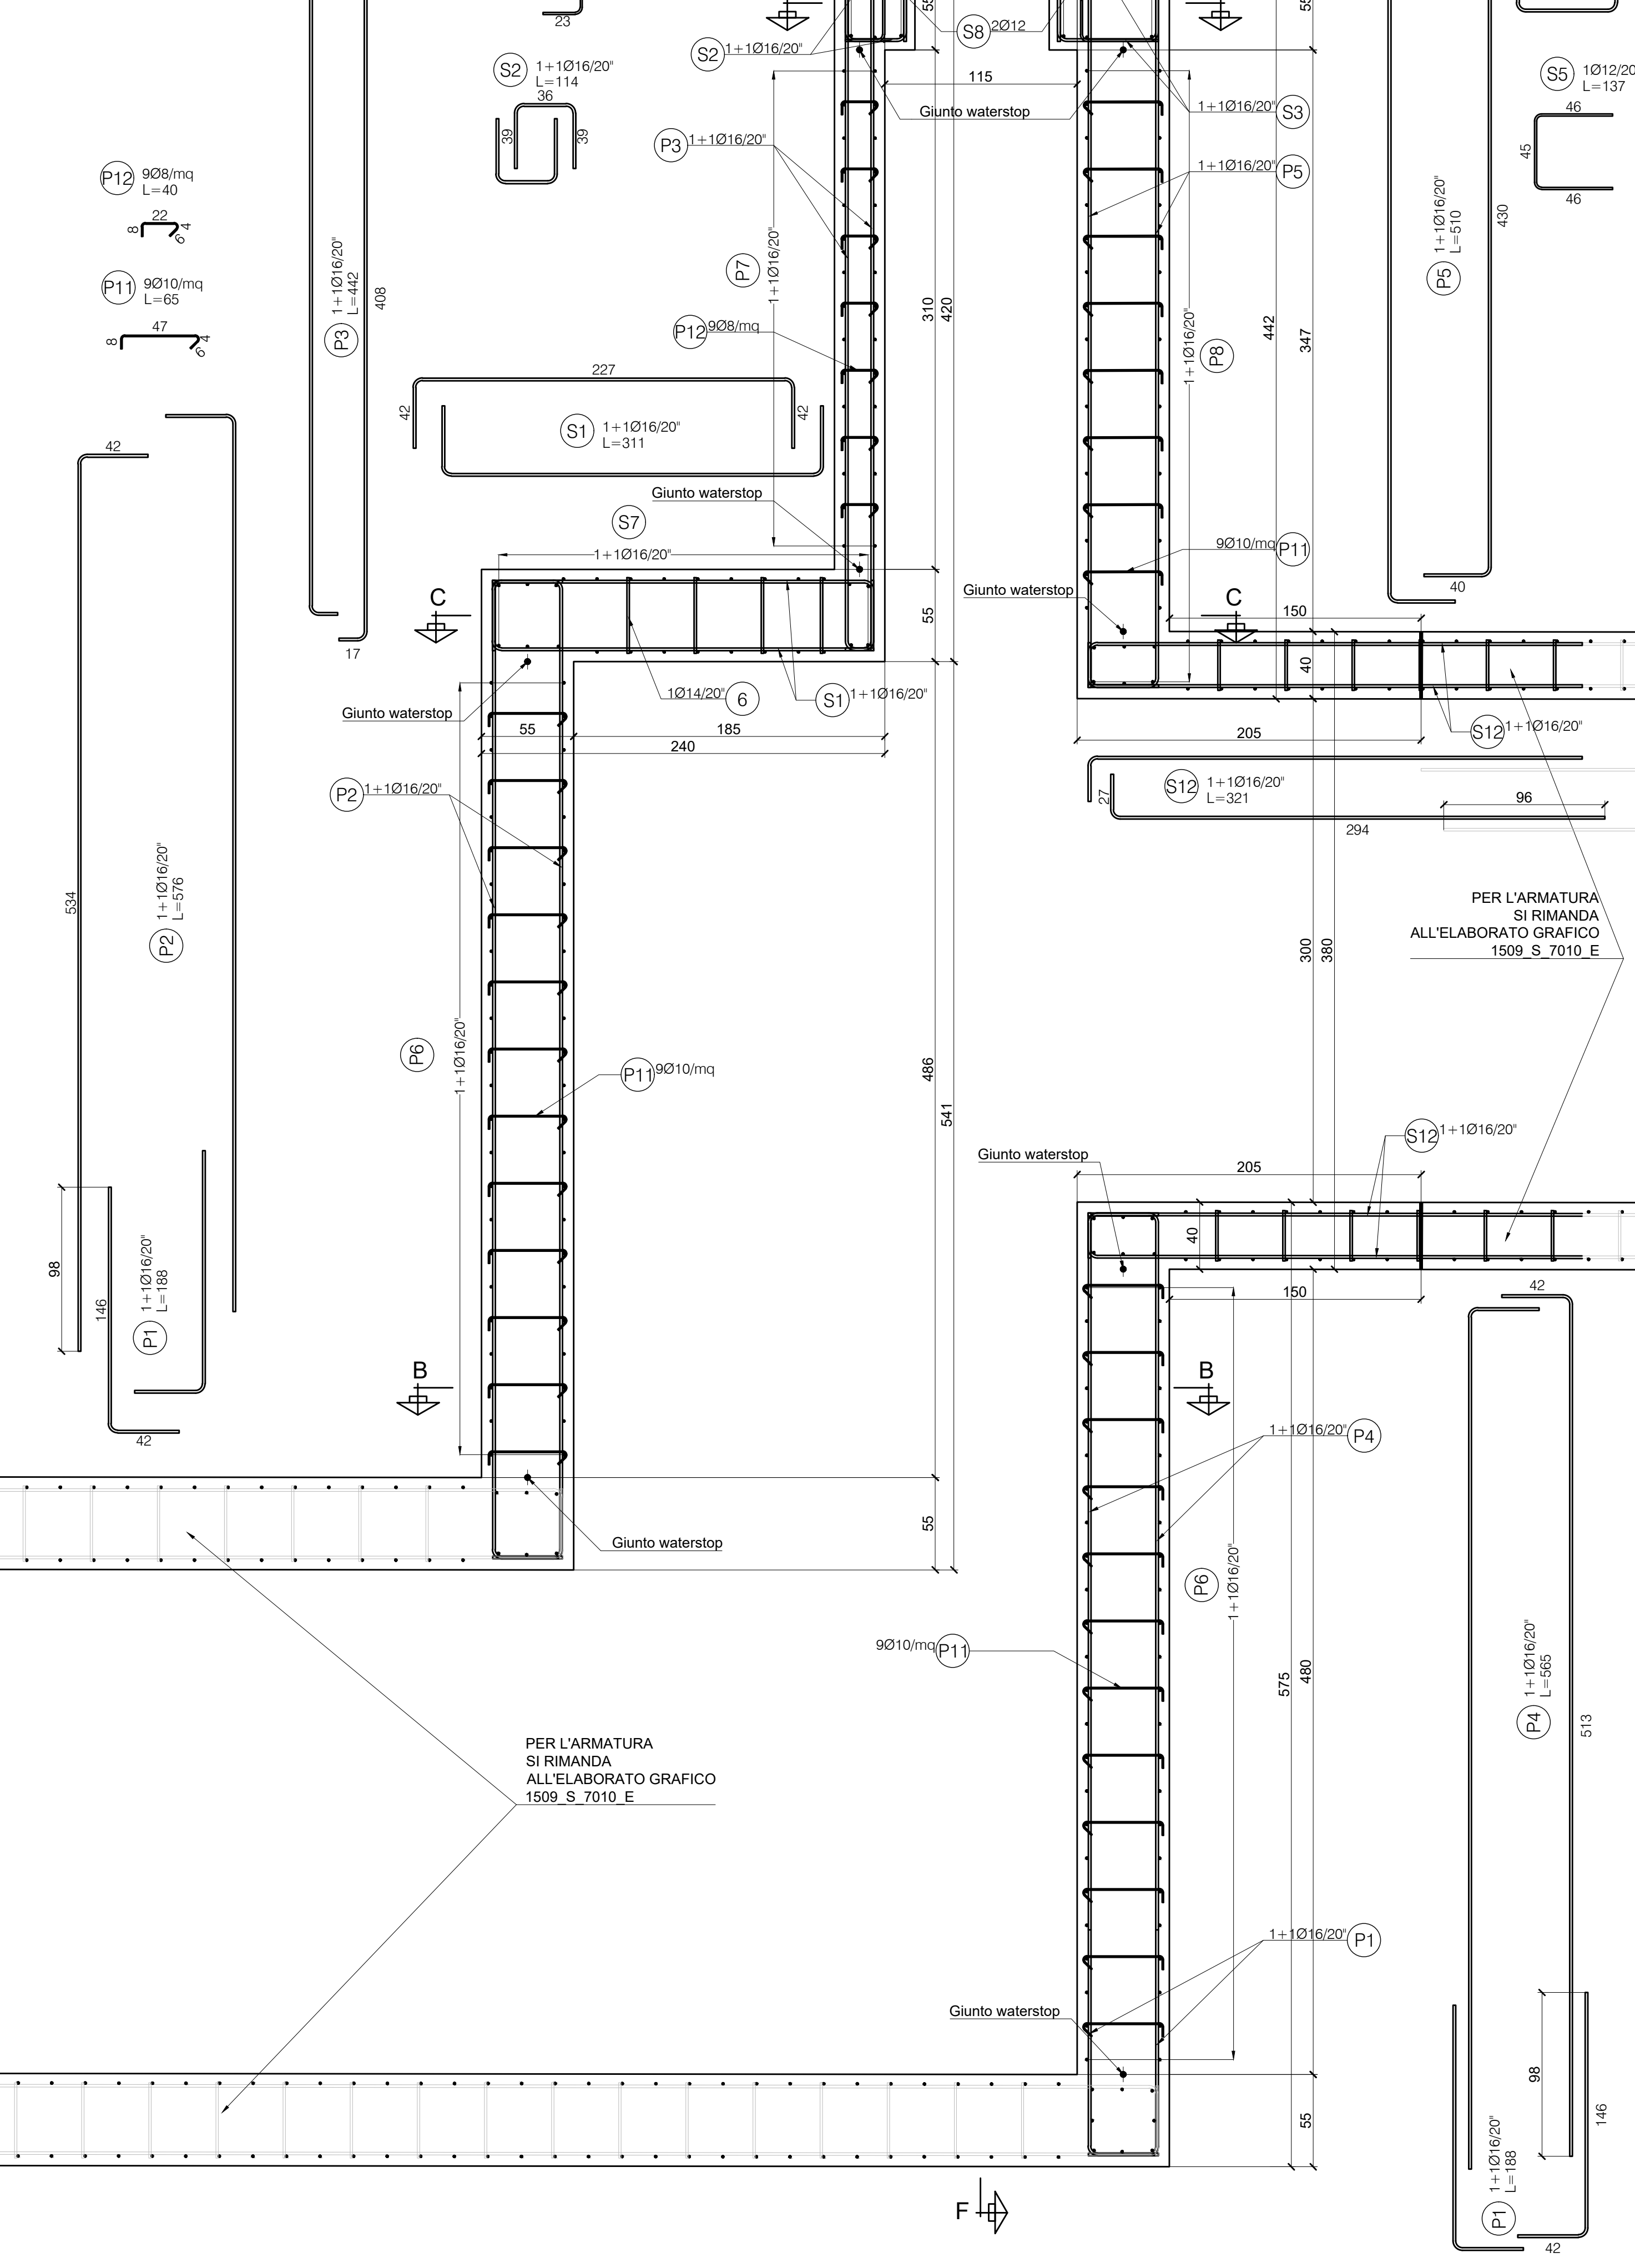 23
55
S8 2Ø12
55
S2 1+1Ø16/20"
S2 1+1Ø16/20"
L=114
36
39
39
115
Giunto waterstop
1+1Ø16/20" S3
S5 1Ø12/20
L=137
46
45
46
P3 1+1Ø16/20"
1+1Ø16/20" P5
P12 9Ø8/mq
L=40
22
8
4
6
P11 9Ø10/mq
L=65
47
8
4
6
P3 1+1Ø16/20"
L=442
408
17
P7
1+1Ø16/20"
P12 9Ø8/mq
310
420
1+1Ø16/20"
P8
442
347
P5 1+1Ø16/20"
L=510
430
40
227
42
42
S1 1+1Ø16/20"
L=311
Giunto waterstop
S7
1+1Ø16/20"
9Ø10/mq P11
Giunto waterstop
C
C
150
55
40
42
534
P2 1+1Ø16/20"
L=576
1Ø14/20" 6
S1 1+1Ø16/20"
Giunto waterstop
55
185
240
205
S12 1+1Ø16/20"
S12 1+1Ø16/20"
L=321
27
96
294
P2 1+1Ø16/20"
PER L'ARMATURA
SI RIMANDA
ALL'ELABORATO GRAFICO
1509_S_7010_E
300
380
P6
1+1Ø16/20"
P11 9Ø10/mq
486
541
S12 1+1Ø16/20"
Giunto waterstop
205
40
150
42
98
146
P1 1+1Ø16/20"
L=188
42
B
B
1+1Ø16/20" P4
55
Giunto waterstop
P6
1+1Ø16/20"
9Ø10/mq P11
575
480
P4 1+1Ø16/20"
L=565
513
PER L'ARMATURA
SI RIMANDA
ALL'ELABORATO GRAFICO
1509_S_7010_E
1+1Ø16/20" P1
Giunto waterstop
55
98
146
P1 1+1Ø16/20"
L=188
42
F